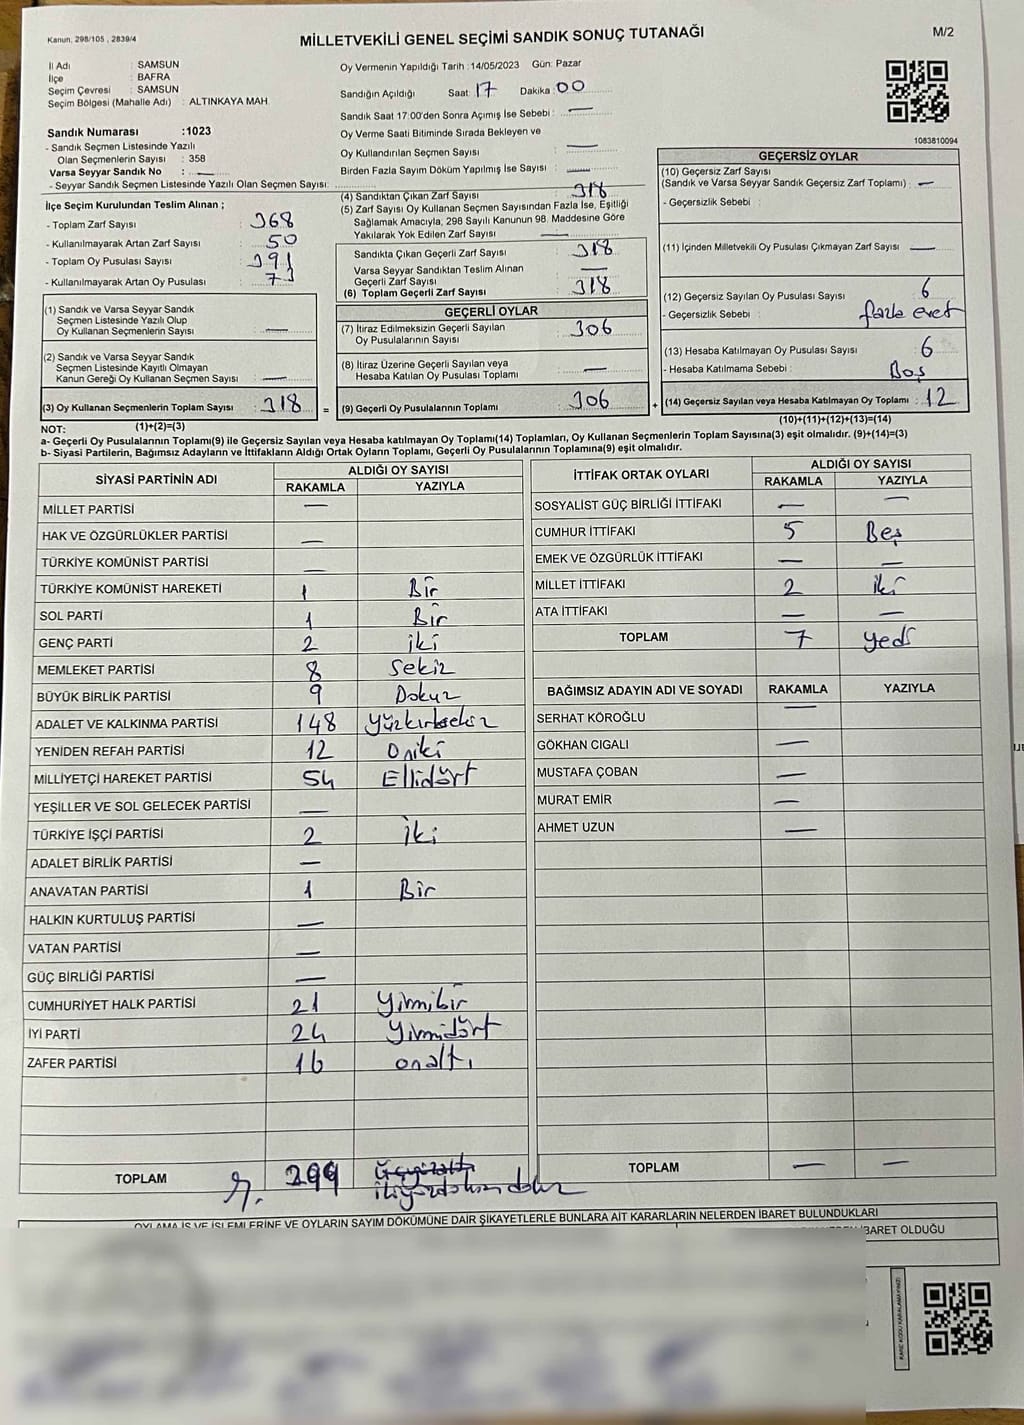 Kanun, 298/105 , 2839/4
MİLLETVEKİLİ GENEL SEÇİMİ SANDIK SONUÇ TUTANAĞI
M/2
İl Adı : SAMSUN
İlçe : BAFRA
Seçim Çevresi : SAMSUN
Seçim Bölgesi (Mahalle Adı) : ALTINKAYA MAH.
Sandık Numarası :1023
- Sandık Seçmen Listesinde Yazılı
Olan Seçmenlerin Sayısı : 358
Varsa Seyyar Sandık No : —
- Seyyar Sandık Seçmen Listesinde Yazılı Olan Seçmen Sayısı:
Oy Vermenin Yapıldığı Tarih :14/05/2023 Gün: Pazar
Sandığın Açıldığı Saat: 17 Dakika: 00
Sandık Saat 17:00'den Sonra Açımış İse Sebebi : —
Oy Verme Saati Bitiminde Sırada Bekleyen ve
Oy Kullandırılan Seçmen Sayısı : —
Birden Fazla Sayım Döküm Yapılmış İse Sayısı : —
1083810094
İlçe Seçim Kurulundan Teslim Alınan ;
- Toplam Zarf Sayısı : 368
- Kullanılmayarak Artan Zarf Sayısı : 50
- Toplam Oy Pusulası Sayısı : 391
- Kullanılmayarak Artan Oy Pusulası : 73
(1) Sandık ve Varsa Seyyar Sandık
Seçmen Listesinde Yazılı Olup
Oy Kullanan Seçmenlerin Sayısı : —
(2) Sandık ve Varsa Seyyar Sandık
Seçmen Listesinde Kayıtlı Olmayan
Kanun Gereği Oy Kullanan Seçmen Sayısı : —
(3) Oy Kullanan Seçmenlerin Toplam Sayısı : 318 =
(1)+(2)=(3)
(4) Sandıktan Çıkan Zarf Sayısı : 318
(5) Zarf Sayısı Oy Kullanan Seçmen Sayısından Fazla İse, Eşitliği
Sağlamak Amacıyla, 298 Sayılı Kanunun 98. Maddesine Göre
Yakılarak Yok Edilen Zarf Sayısı : —
Sandıkta Çıkan Geçerli Zarf Sayısı : 318
Varsa Seyyar Sandıktan Teslim Alınan
Geçerli Zarf Sayısı : —
(6) Toplam Geçerli Zarf Sayısı : 318
GEÇERLİ OYLAR
(7) İtiraz Edilmeksizin Geçerli Sayılan
Oy Pusulalarının Sayısı : 306
(8) İtiraz Üzerine Geçerli Sayılan veya
Hesaba Katılan Oy Pusulası Toplamı : —
(9) Geçerli Oy Pusulalarının Toplamı : 306 +
GEÇERSİZ OYLAR
(10) Geçersiz Zarf Sayısı
(Sandık ve Varsa Seyyar Sandık Geçersiz Zarf Toplamı) : —
- Geçersizlik Sebebi :
(11) İçinden Milletvekili Oy Pusulası Çıkmayan Zarf Sayısı : —
(12) Geçersiz Sayılan Oy Pusulası Sayısı : 6
- Geçersizlik Sebebi : fazla evet
(13) Hesaba Katılmayan Oy Pusulası Sayısı : 6
- Hesaba Katılmama Sebebi : Boş
(14) Geçersiz Sayılan veya Hesaba Katılmayan Oy Toplamı : 12
(10)+(11)+(12)+(13)=(14)
NOT:
a- Geçerli Oy Pusulalarının Toplamı(9) ile Geçersiz Sayılan veya Hesaba katılmayan Oy Toplamı(14) Toplamları, Oy Kullanan Seçmenlerin Toplam Sayısına(3) eşit olmalıdır. (9)+(14)=(3)
b- Siyasi Partilerin, Bağımsız Adayların ve İttifakların Aldığı Ortak Oyların Toplamı, Geçerli Oy Pusulalarının Toplamına(9) eşit olmalıdır.
SİYASİ PARTİNİN ADI ALDIĞI OY SAYISI
RAKAMLA YAZIYLA
MİLLET PARTİSİ —
HAK VE ÖZGÜRLÜKLER PARTİSİ —
TÜRKİYE KOMÜNİST PARTİSİ —
TÜRKİYE KOMÜNİST HAREKETİ 1 Bir
SOL PARTİ 1 Bir
GENÇ PARTİ 2 iki
MEMLEKET PARTİSİ 8 Sekiz
BÜYÜK BİRLİK PARTİSİ 9 Dokuz
ADALET VE KALKINMA PARTİSİ 148 Yüzkırksekiz
YENİDEN REFAH PARTİSİ 12 Oniki
MİLLİYETÇİ HAREKET PARTİSİ 54 Ellidört
YEŞİLLER VE SOL GELECEK PARTİSİ —
TÜRKİYE İŞÇİ PARTİSİ 2 İki
ADALET BİRLİK PARTİSİ —
ANAVATAN PARTİSİ 1 Bir
HALKIN KURTULUŞ PARTİSİ —
VATAN PARTİSİ —
GÜÇ BİRLİĞİ PARTİSİ —
CUMHURİYET HALK PARTİSİ 21 Yirmibir
İYİ PARTİ 24 Yirmidört
ZAFER PARTİSİ 16 onaltı
TOPLAM 299 ikiyüzdoksandokuz
İTTİFAK ORTAK OYLARI ALDIĞI OY SAYISI
RAKAMLA YAZIYLA
SOSYALİST GÜÇ BİRLİĞİ İTTİFAKI — —
CUMHUR İTTİFAKI 5 Beş
EMEK VE ÖZGÜRLÜK İTTİFAKI — —
MİLLET İTTİFAKI 2 iki
ATA İTTİFAKI — —
TOPLAM 7 yedi
BAĞIMSIZ ADAYIN ADI VE SOYADI RAKAMLA YAZIYLA
SERHAT KÖROĞLU —
GÖKHAN CIGALI —
MUSTAFA ÇOBAN —
MURAT EMİR —
AHMET UZUN —
TOPLAM — —
OYLAMA İŞ VE İŞLEMLERİNE VE OYLARIN SAYIM DÖKÜMÜNE DAİR ŞİKAYETLERLE BUNLARA AİT KARARLARIN NELERDEN İBARET BULUNDUKLARI
İBARET OLDUĞU